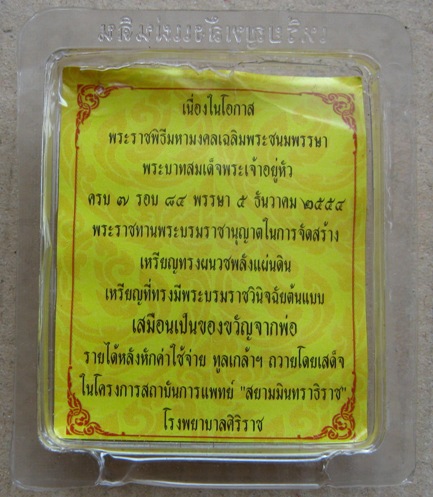 เนื่องในโอกาส
พระราชพิธีมหามงคลเฉลิมพระชนมพรรษา
พระบาทสมเด็จพระเจ้าอยู่หัว
ครบ ๗ รอบ ๘๔ พรรษา ๕ ธันวาคม ๒๕๕๔
พระราชทานพระบรมราชานุญาตในการจัดสร้าง
เหรียญทรงผนวชพลังแผ่นดิน
เหรียญที่ทรงมีพระบรมราชวินิจฉัยต้นแบบ
เสมือนเป็นของขวัญจากพ่อ
รายได้หลังหักค่าใช้จ่าย ทูลเกล้าฯ ถวายโดยเสด็จ
ในโครงการสถาบันการแพทย์ "สยามมินทราธิราช"
โรงพยาบาลศิริราช